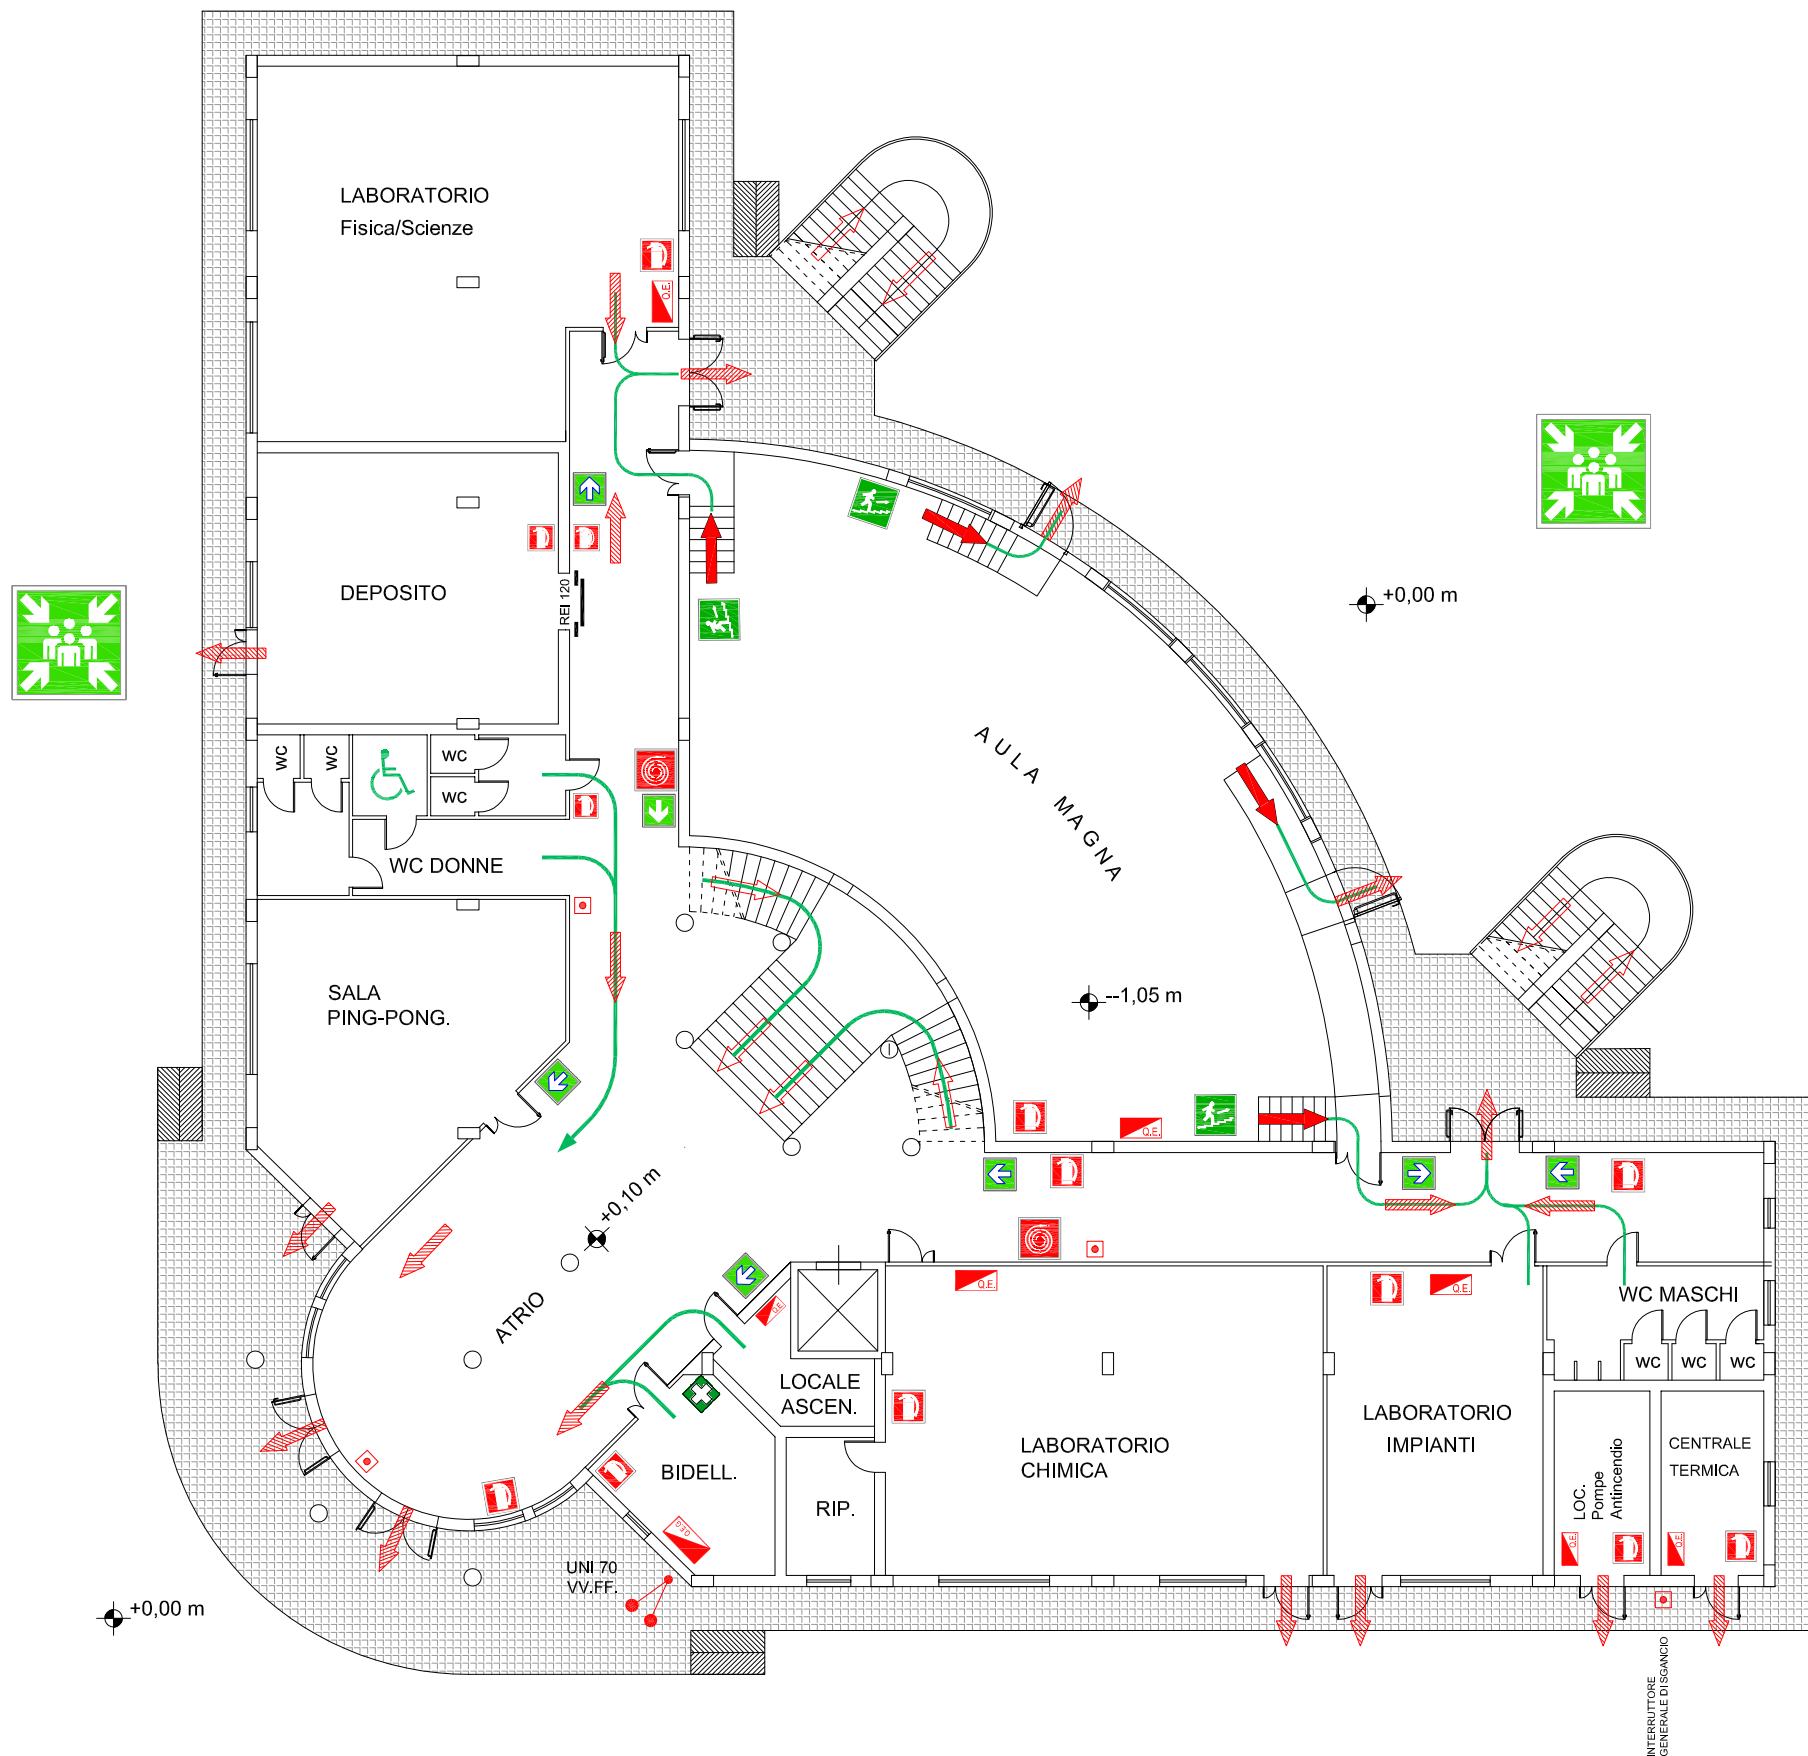 LABORATORIO
Fisica/Scienze
Q.E.
DEPOSITO
REI 120
+0,00 m
AULA MAGNA
wc
wc
wc
wc
WC DONNE
SALA
PING-PONG.
--1,05 m
Q.E.
+0,10 m
ATRIO
Q.E.
Q.E.
Q.E.
WC MASCHI
wc
wc
wc
LOCALE
ASCEN.
LABORATORIO
IMPIANTI
LABORATORIO
CHIMICA
BIDELL.
RIP.
LOC.
Pompe
Antincendio
CENTRALE
TERMICA
Q.E.
Q.E.
Q.E.G.
UNI 70
VV.FF.
+0,00 m
INTERRUTTORE
GENERALE DI SGANCIO